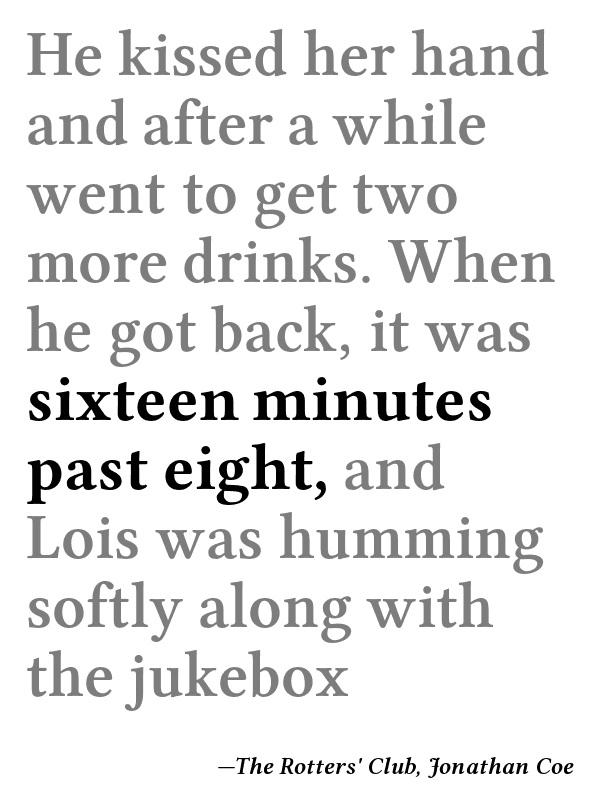 He kissed her hand
and after a while
went to get two
more drinks. When
he got back, it was
sixteen minutes
past eight, and
Lois was humming
softly along with
the jukebox
—The Rotters' Club, Jonathan Coe